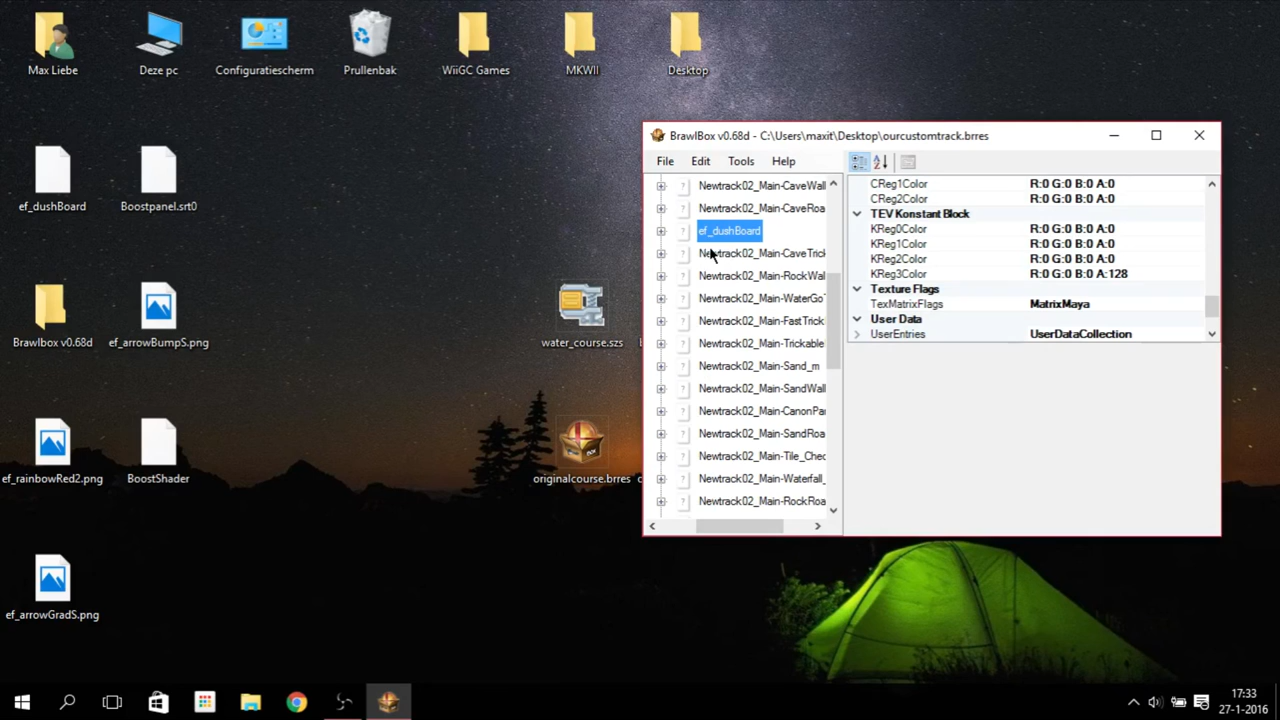 Max Liebe
Deze pc
Configuratiescherm
Prullenbak
WiiGC Games
MKWII
Desktop
ef_dushBoard
Boostpanel.srt0
Brawlbox v0.68d
ef_arrowBumpS.png
water_course.szs
ef_rainbowRed2.png
BoostShader
originalcourse.brres
ef_arrowGradS.png
BrawlBox v0.68d - C:\Users\maxit\Desktop\ourcustomtrack.brres
File Edit Tools Help
Newtrack02_Main-CaveWall
Newtrack02_Main-CaveRoa
ef_dushBoard
Newtrack02_Main-CaveTrick
Newtrack02_Main-RockWal
Newtrack02_Main-WaterGoT
Newtrack02_Main-FastTrick
Newtrack02_Main-Trickable
Newtrack02_Main-Sand_m
Newtrack02_Main-SandWall
Newtrack02_Main-CanonPar
Newtrack02_Main-SandRoa
Newtrack02_Main-Tile_Chec
Newtrack02_Main-Waterfall_
Newtrack02_Main-RockRoa
CReg1Color R:0 G:0 B:0 A:0
CReg2Color R:0 G:0 B:0 A:0
TEV Konstant Block
KReg0Color R:0 G:0 B:0 A:0
KReg1Color R:0 G:0 B:0 A:0
KReg2Color R:0 G:0 B:0 A:0
KReg3Color R:0 G:0 B:0 A:128
Texture Flags
TexMatrixFlags MatrixMaya
User Data
UserEntries UserDataCollection
17:33
27-1-2016